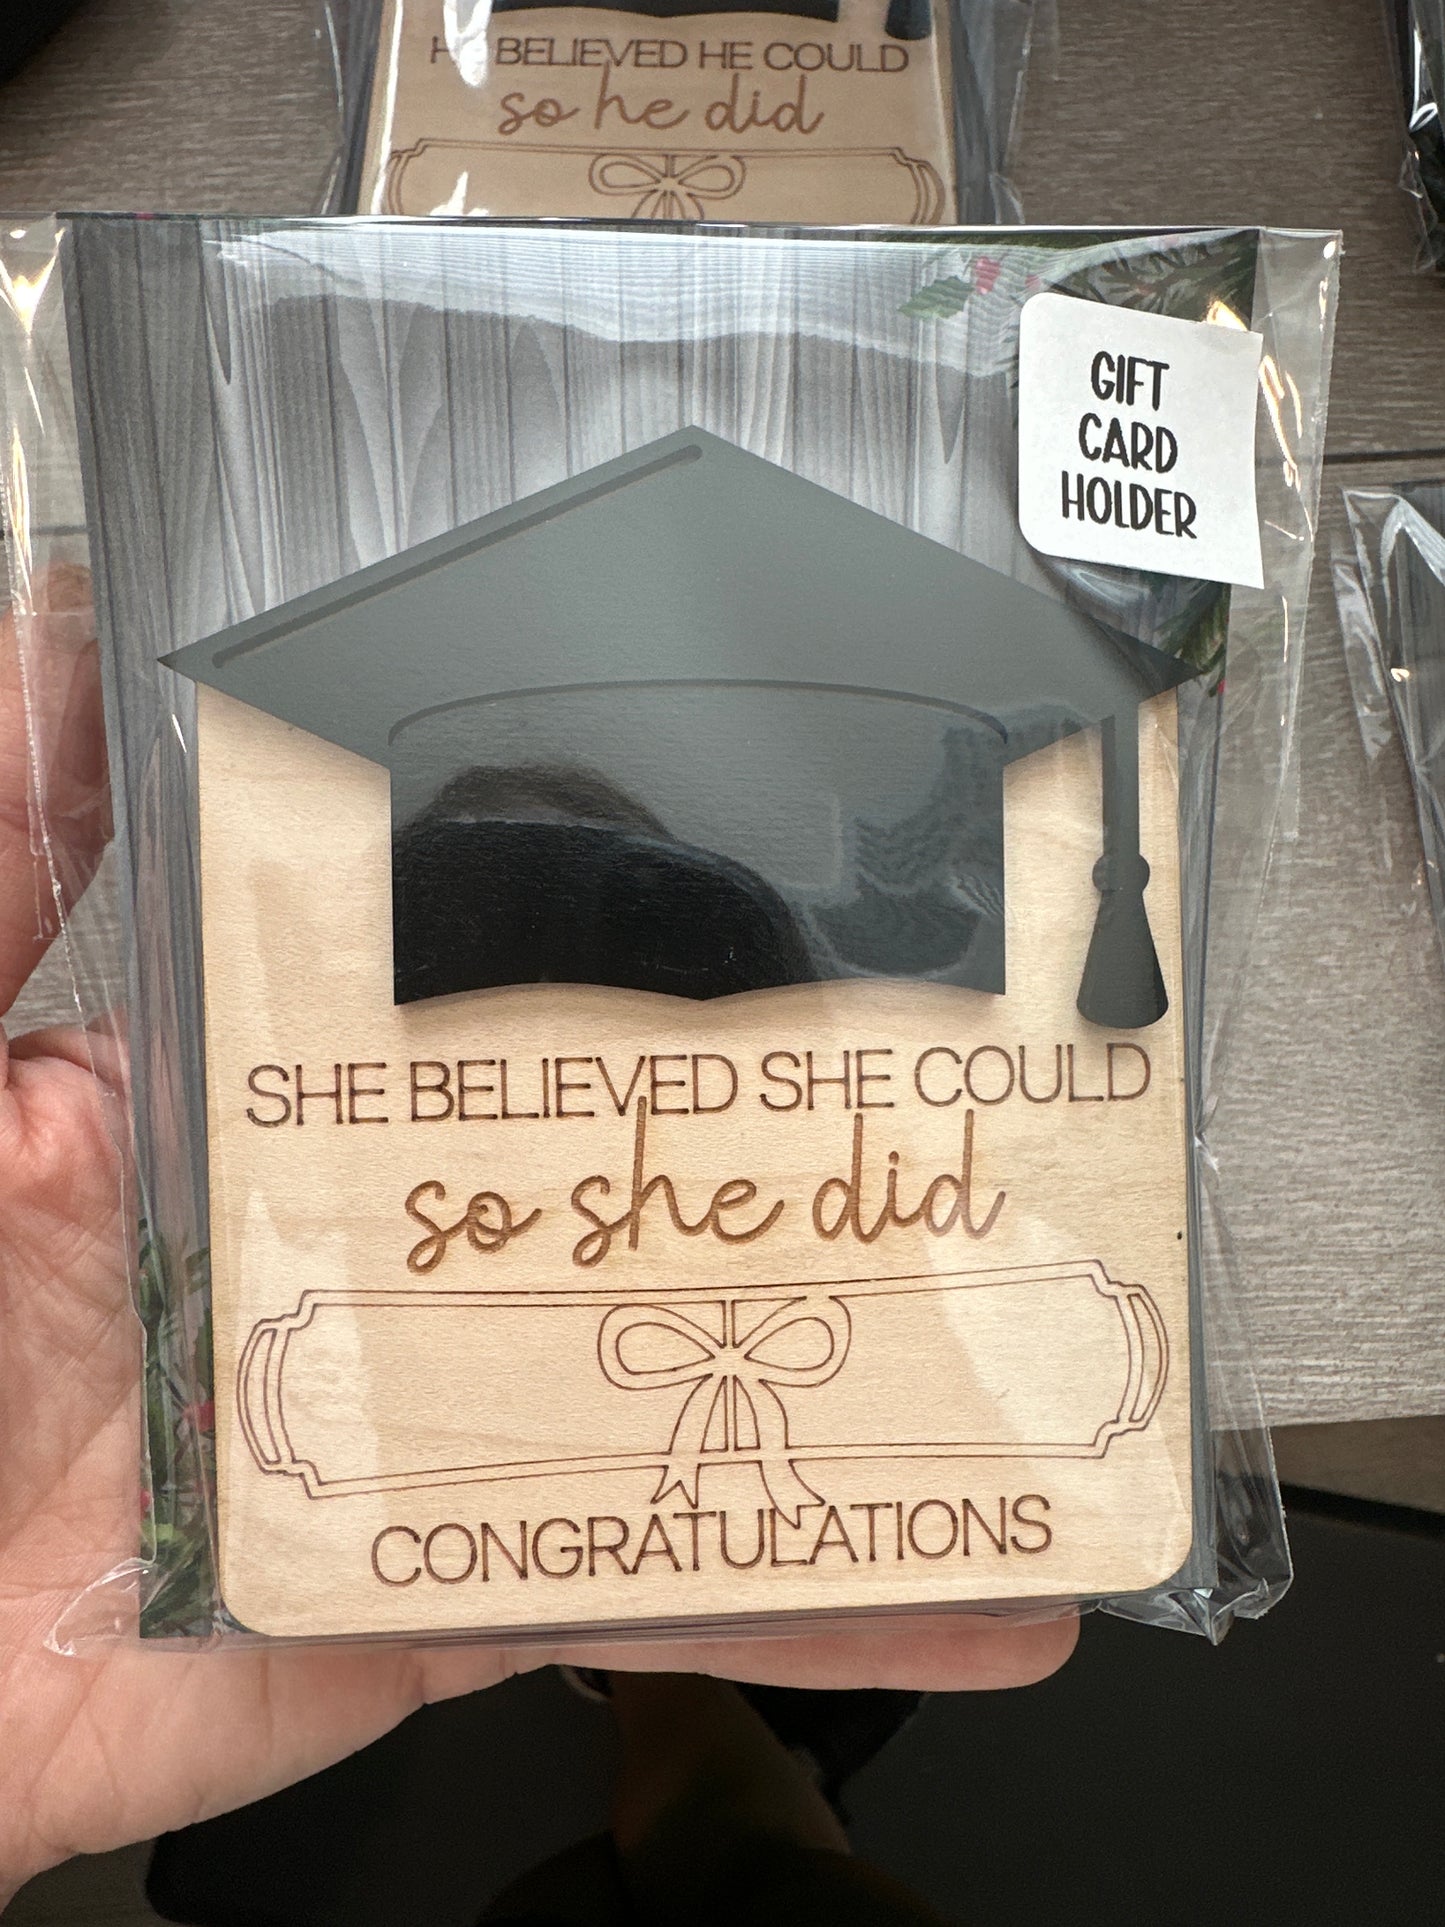 HE BELIEVED HE COULD
so he did
GIFT
CARD
HOLDER
SHE BELIEVED SHE COULD
so she did
CONGRATULATIONS